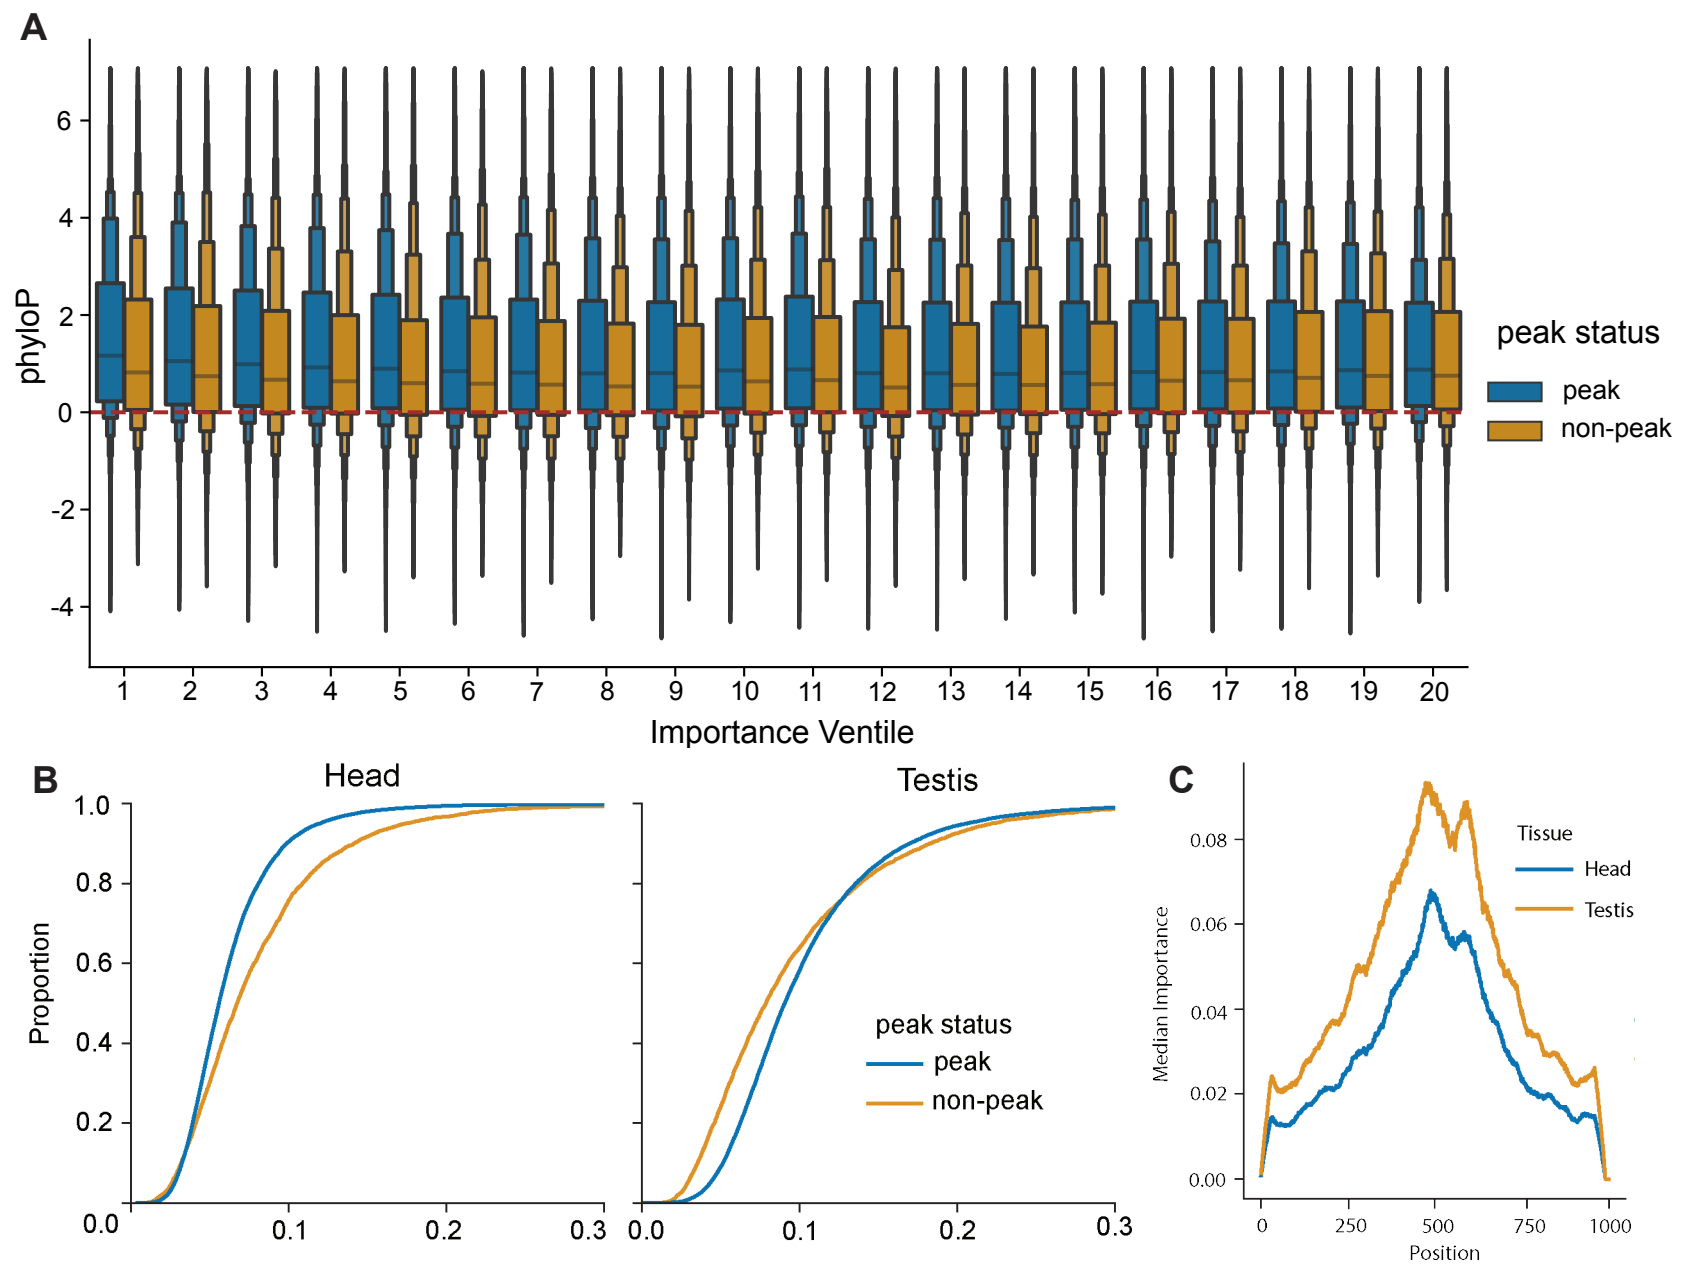 A
phyloP
6
4
2
0
-2
-4
1 2 3 4 5 6 7 8 9 10 11 12 13 14 15 16 17 18 19 20
Importance Ventile
peak status
peak
non-peak
B
Head
Proportion
1.0
0.8
0.6
0.4
0.2
0.0 0.1 0.2 0.3
Testis
peak status
peak
non-peak
0.0 0.1 0.2 0.3
C
Median Importance
0.08
0.06
0.04
0.02
0.00
Tissue
Head
Testis
0 250 500 750 1000
Position